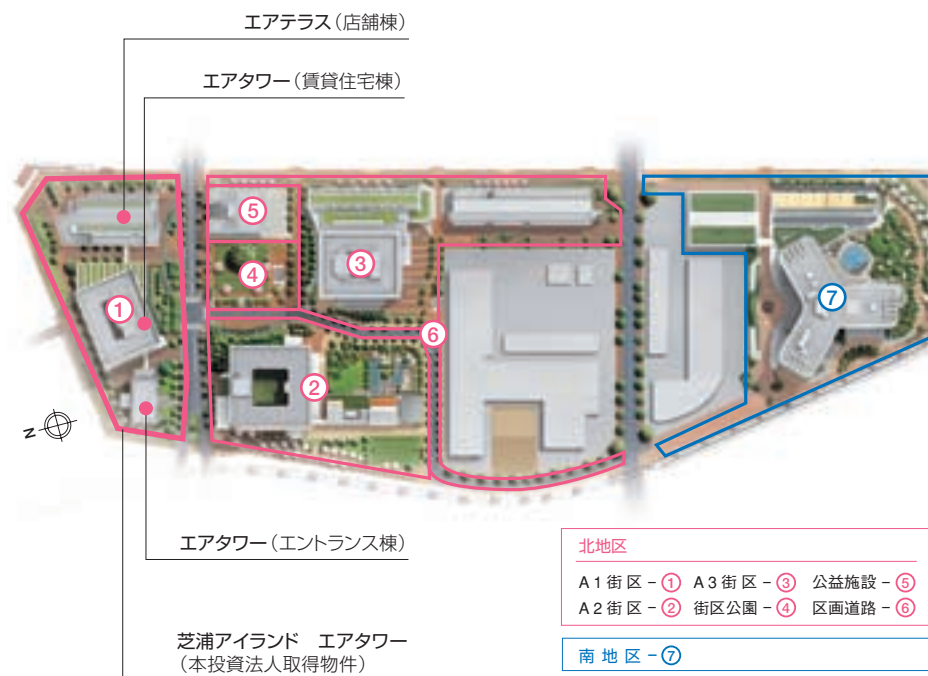 エアテラス（店舗棟）
エアタワー（賃貸住宅棟）
⑤
④
③
①
⑦
⑥
②
N
エアタワー（エントランス棟）
芝浦アイランド　エアタワー
（本投資法人取得物件）
北地区
A1街区－① A3街区－③ 公益施設－⑤
A2街区－② 街区公園－④ 区画道路－⑥
南地区－⑦